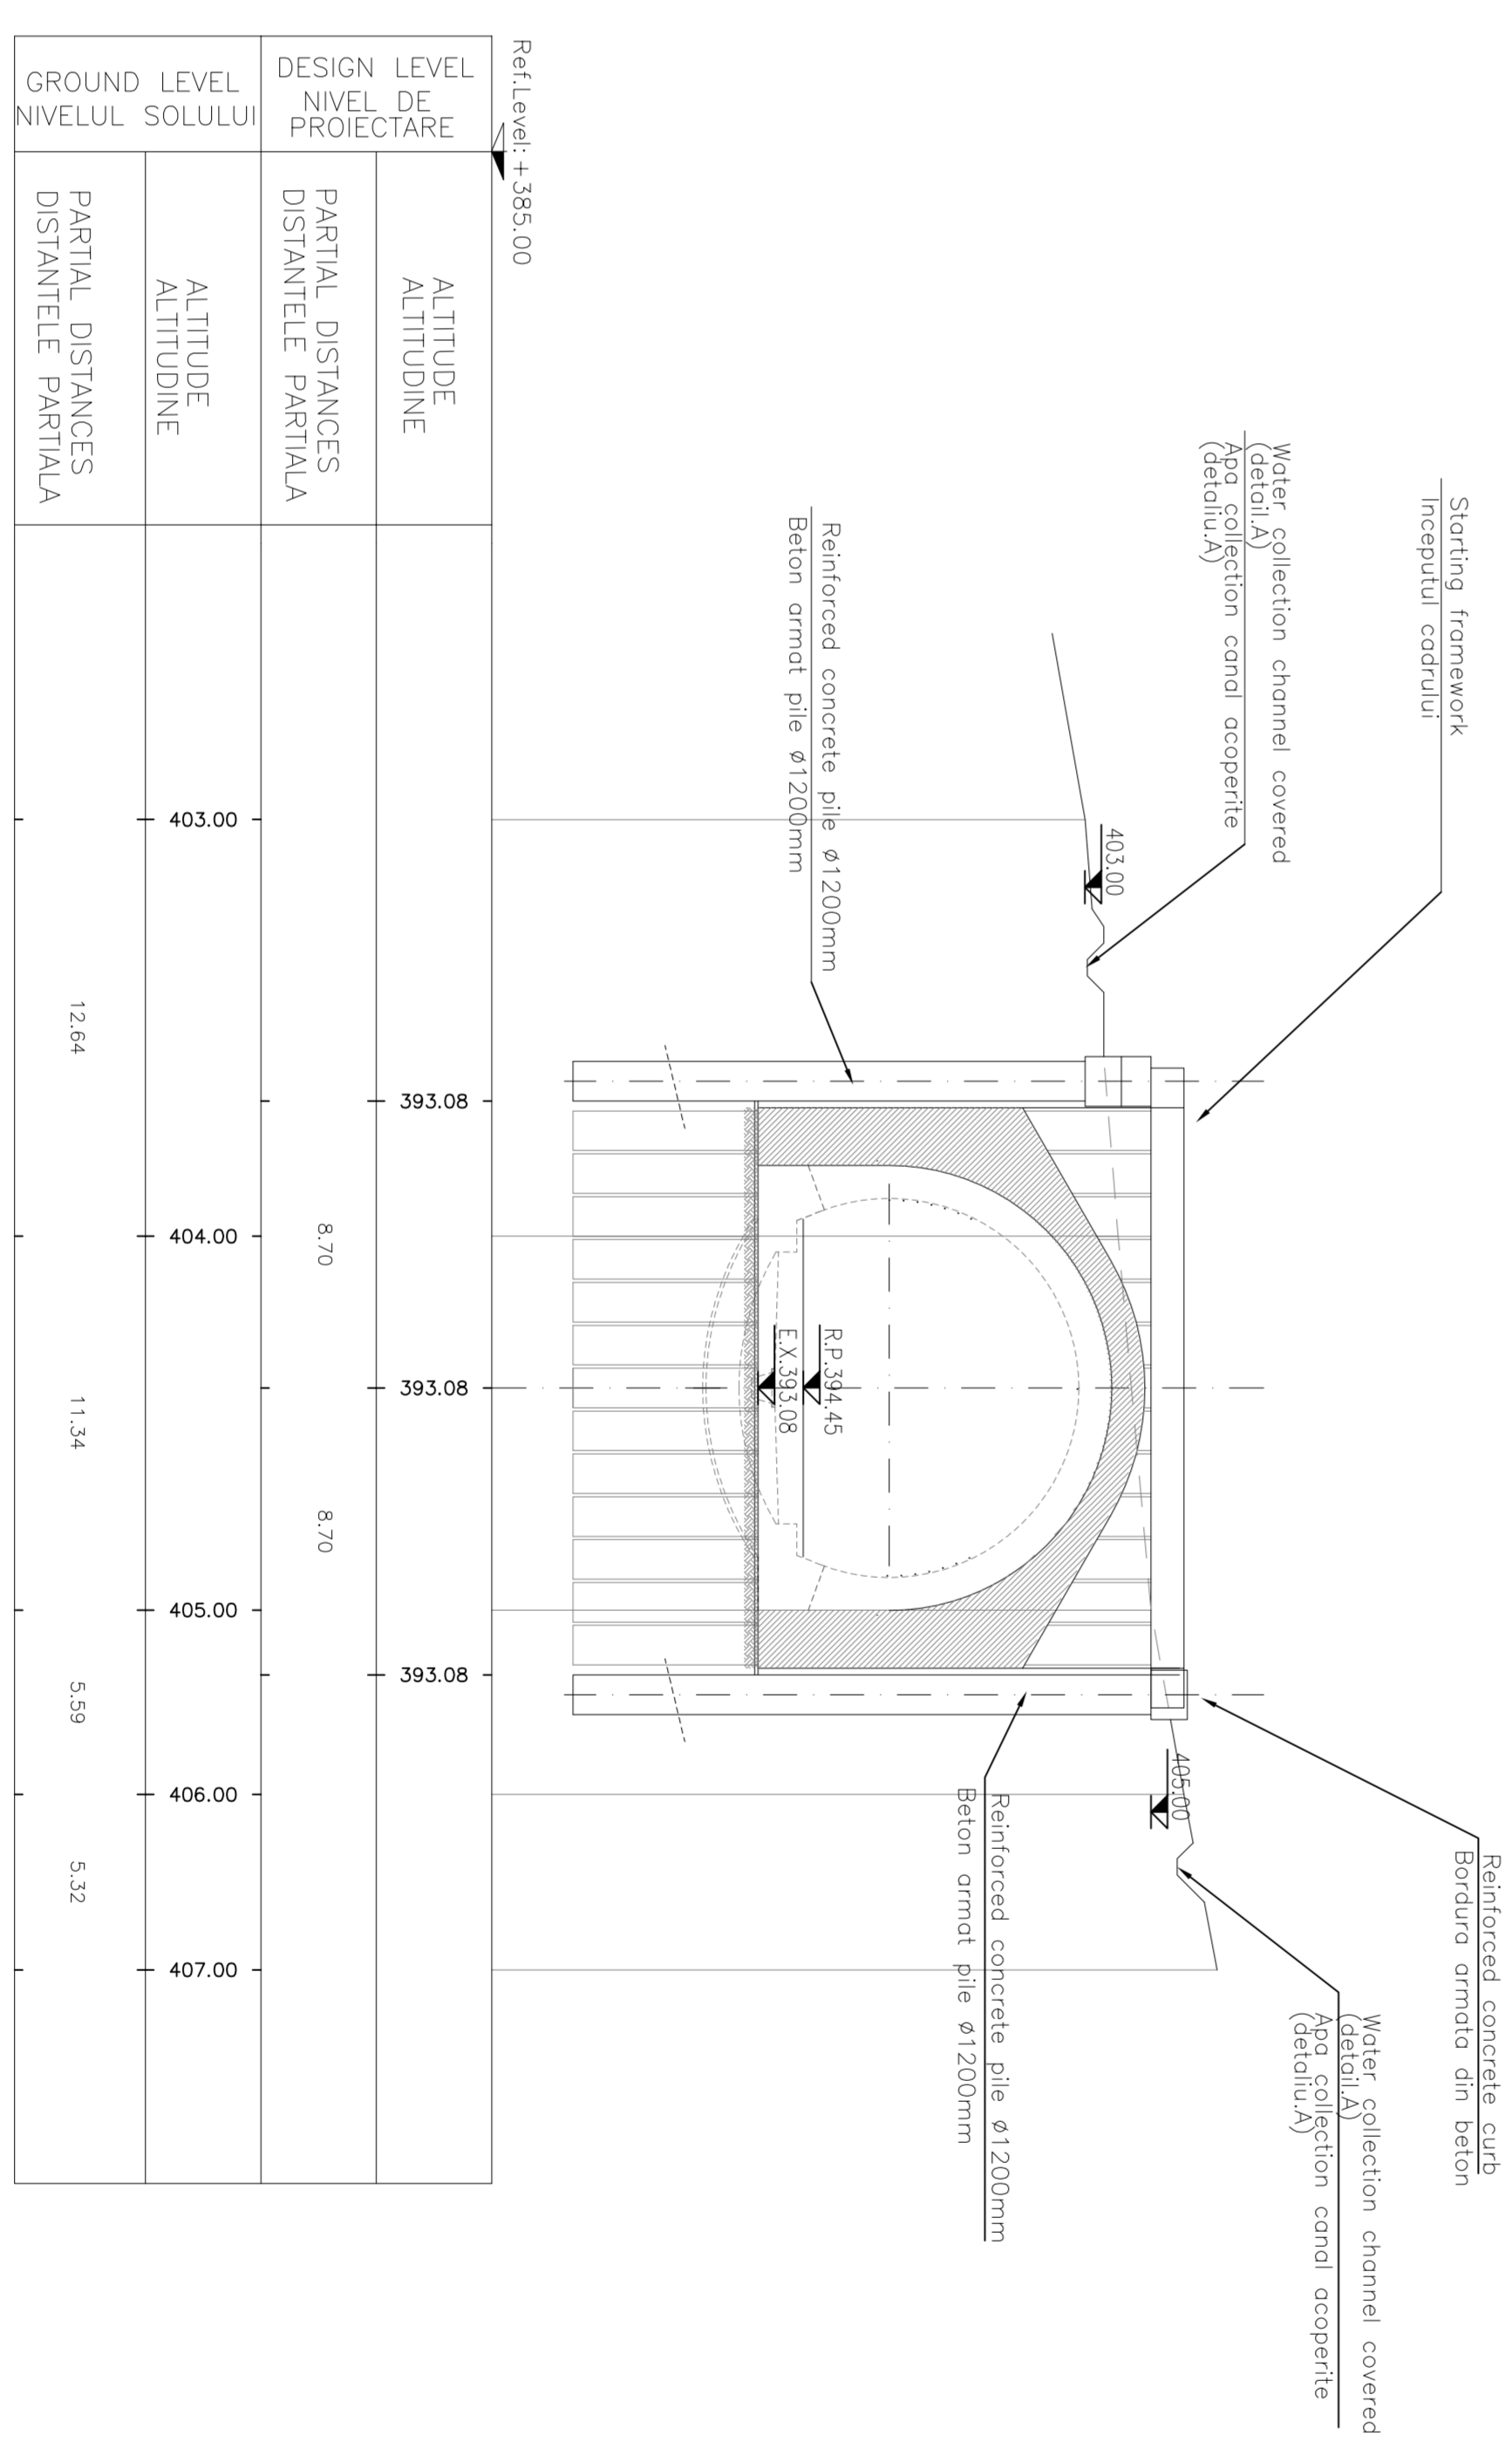 Starting framework
Inceputul cadrului
Water collection channel covered
(detail.A)
Apa collection canal acoperite
(detaliu.A)
Reinforced concrete pile Ø1200mm
Beton armat pile Ø1200mm
403.00
Reinforced concrete curb
Bordura armata din beton
Water collection channel covered
(detail.A)
Apa collection canal acoperite
(detaliu.A)
405.00
Reinforced concrete pile Ø1200mm
Beton armat pile Ø1200mm
R.P.394.45
E.X.393.08
Ref.Level: +385.00
DESIGN LEVEL
NIVEL DE
PROIECTARE
ALTITUDE
ALTITUDINE
393.08
393.08
393.08
PARTIAL DISTANCES
DISTANTELE PARTIALA
8.70
8.70
GROUND LEVEL
NIVELUL SOLULUI
ALTITUDE
ALTITUDINE
403.00
404.00
405.00
406.00
407.00
PARTIAL DISTANCES
DISTANTELE PARTIALA
12.64
11.34
5.59
5.32